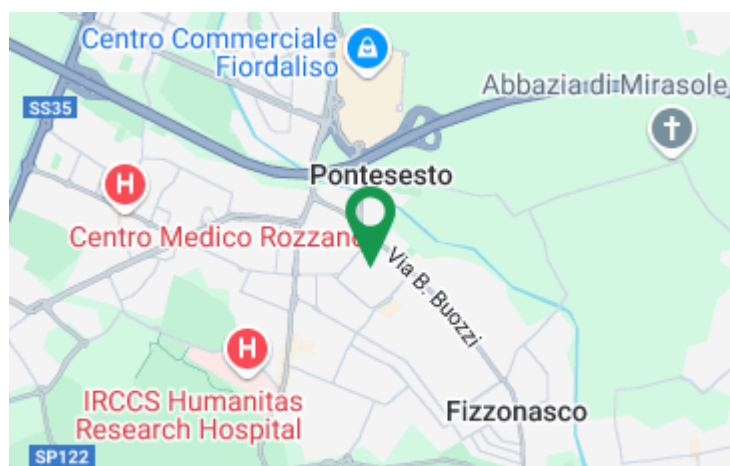 Centro Commerciale
Fiordaliso
Abbazia di Mirasole
SS35
Pontesesto
H
Centro Medico Rozzano
Via B. Buozzi
H
IRCCS Humanitas
Research Hospital
Fizzonasco
SP122